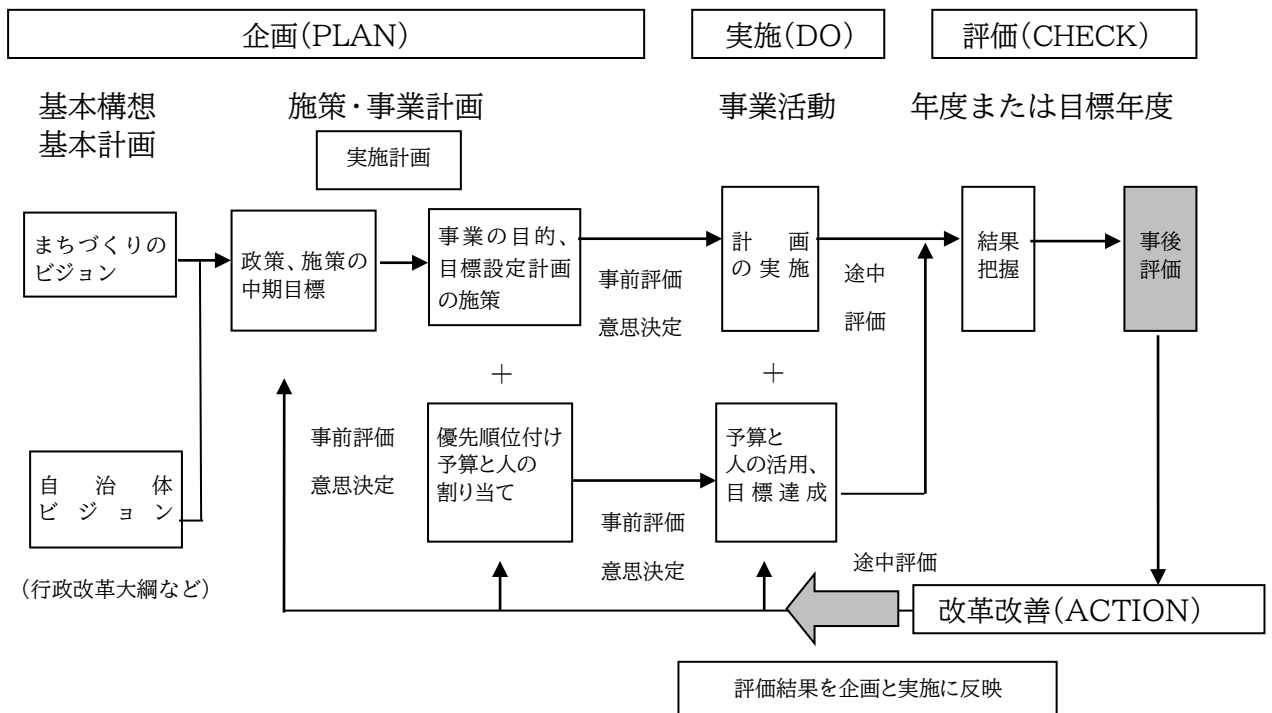 企画(PLAN)
実施(DO)
評価(CHECK)
基本構想
基本計画
施策・事業計画
事業活動
年度または目標年度
実施計画
まちづくりの
ビジョン
政策、施策の
中期目標
事業の目的、
目標設定計画
の施策
事前評価
意思決定
計画
の実施
途中
評価
結果
把握
事後
評価
+
+
自治体
ビジョン
(行政改革大綱など)
事前評価
意思決定
優先順位付け
予算と人の
割り当て
事前評価
意思決定
予算と
人の活用、
目標達成
途中評価
改革改善(ACTION)
評価結果を企画と実施に反映